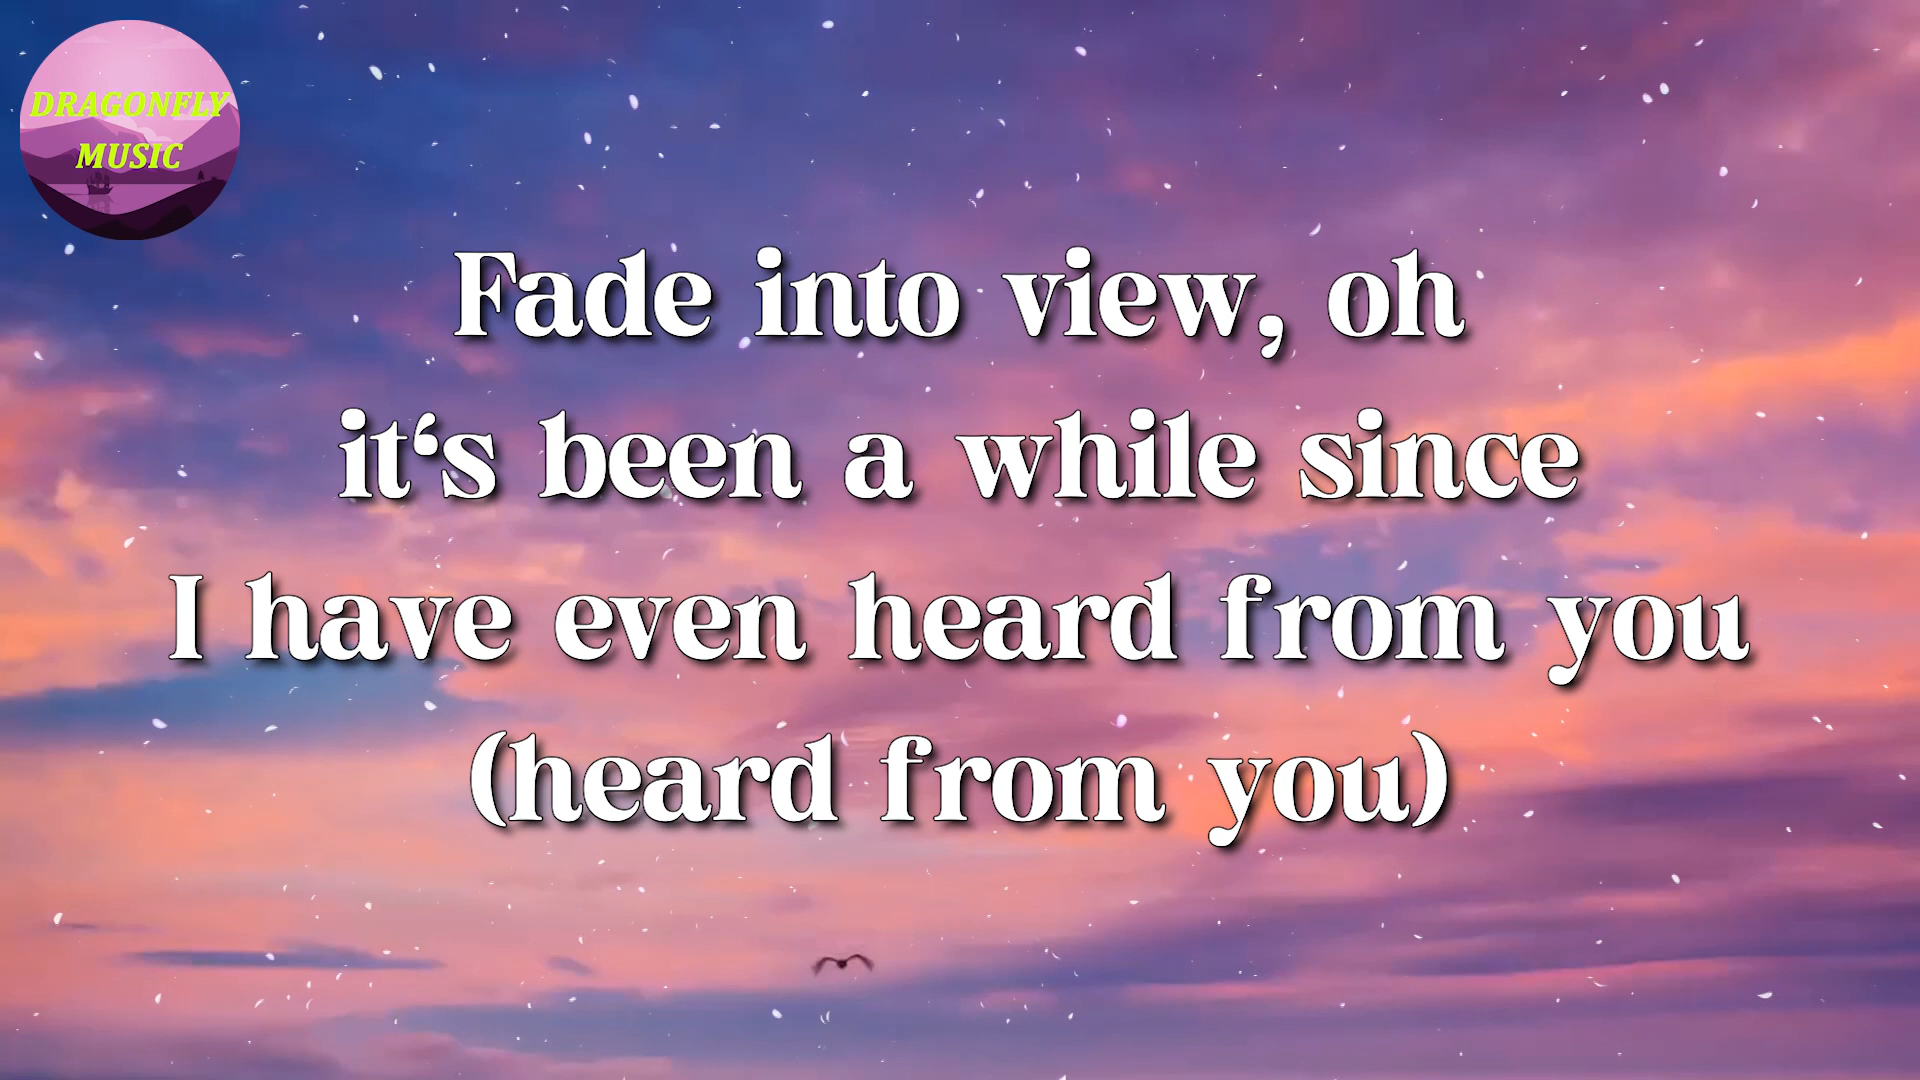 DRAGONFLY
MUSIC
Fade into view, oh
it‘s been a while since
I have even heard from you
(heard from you)